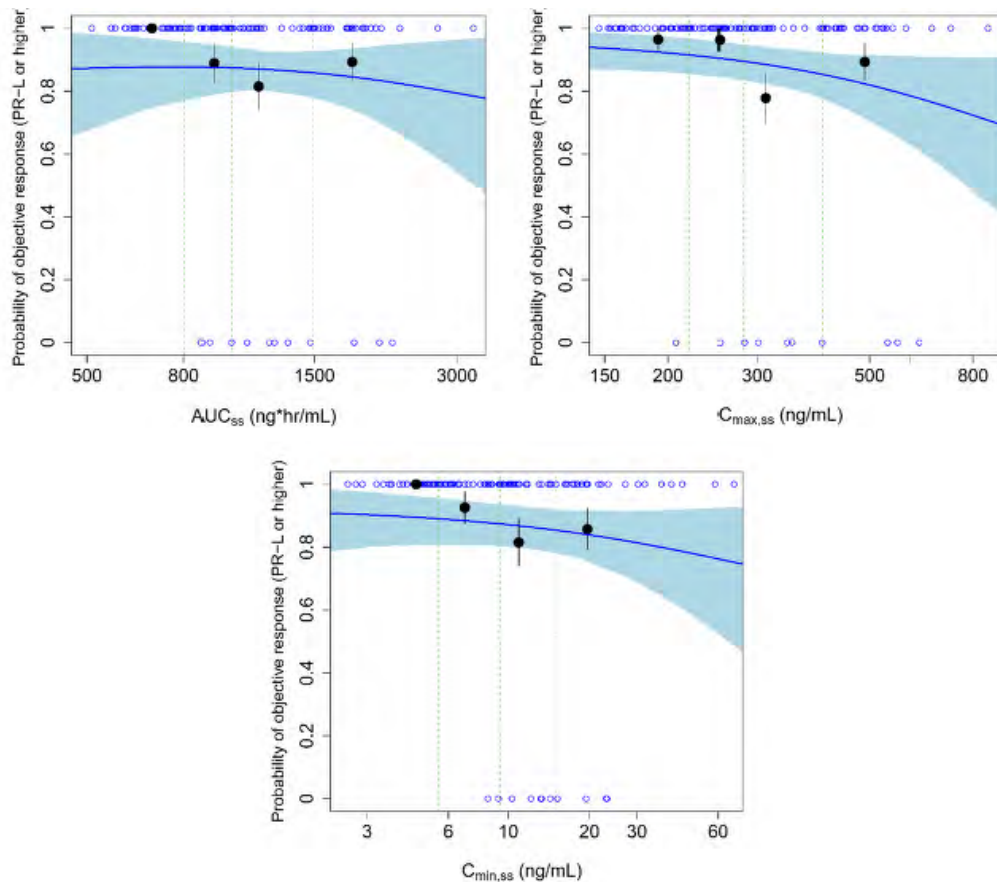 Probability of objective response (PR-L or higher)
1
0.8
0.6
0.4
0.2
0
500 800 1500 3000
AUCss (ng*hr/mL)
Probability of objective response (PR-L or higher)
1
0.8
0.6
0.4
0.2
0
150 200 300 500 800
Cmax,ss (ng/mL)
Probability of objective response (PR-L or higher)
1
0.8
0.6
0.4
0.2
0
3 6 10 20 30 60
Cmin,ss (ng/mL)